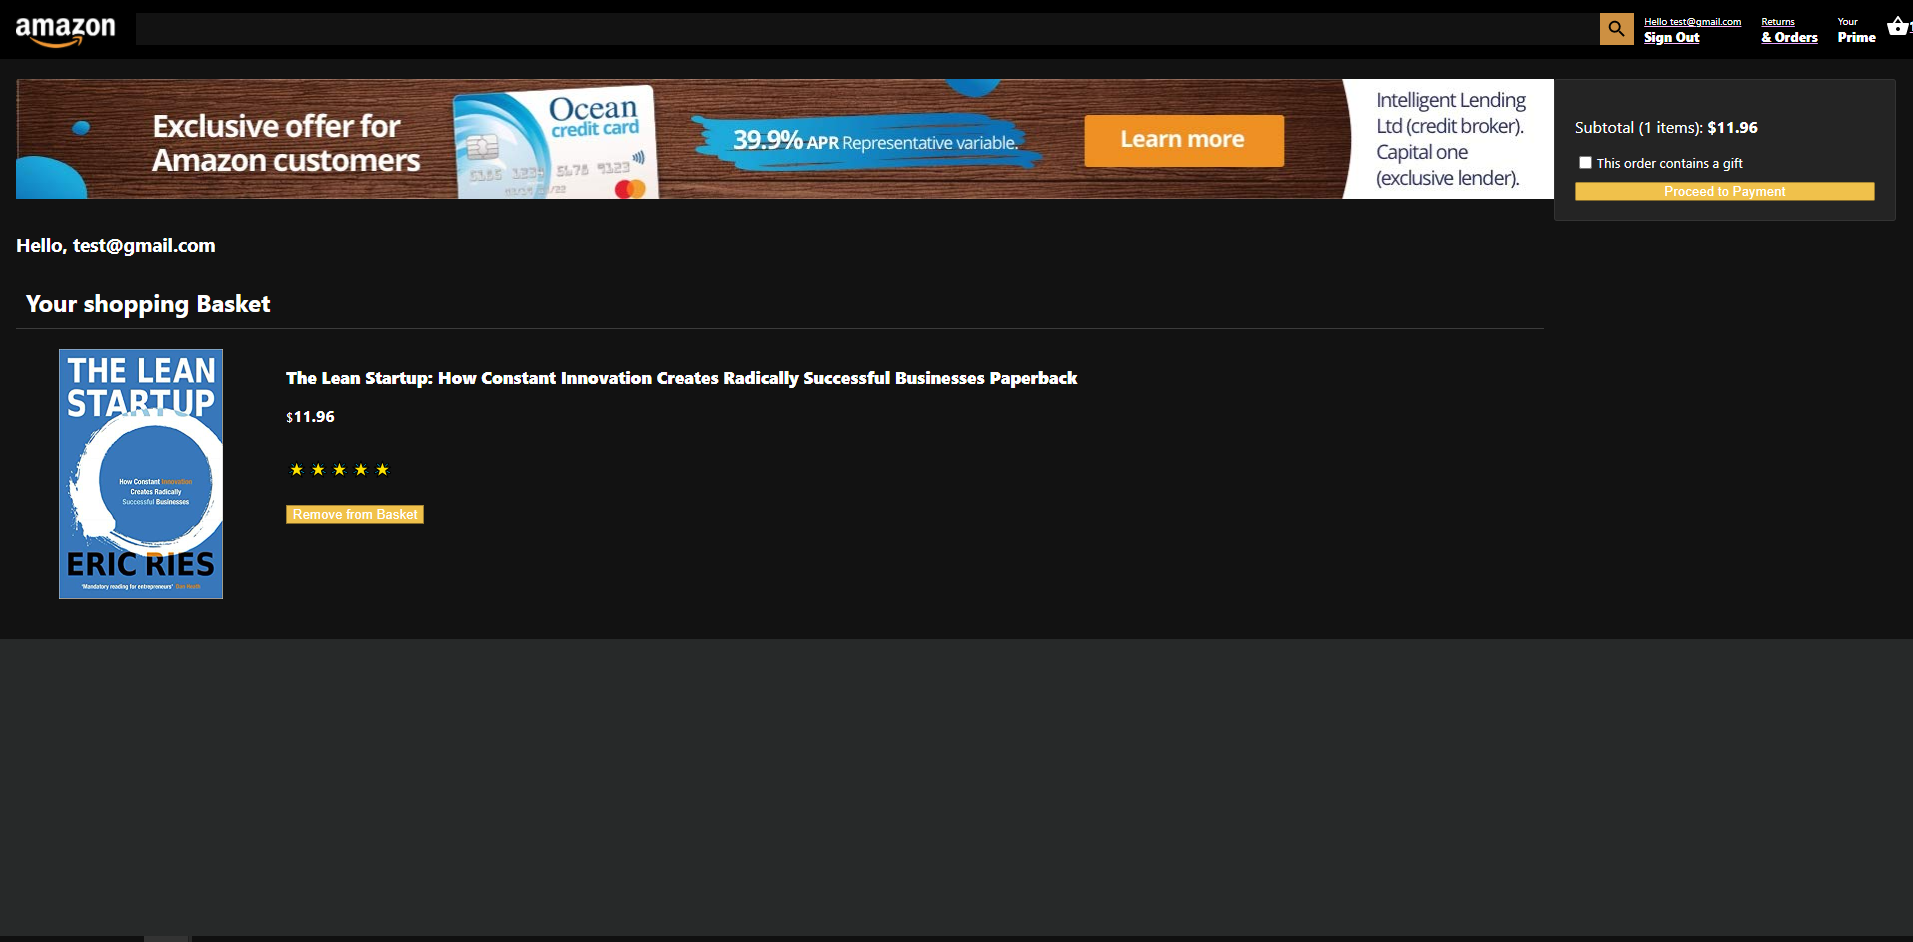 amazon
Hello test@gmail.com
Sign Out
Returns
& Orders
Your
Prime
Exclusive offer for
Amazon customers
Ocean
credit card
39.9% APR Representative variable.
Learn more
Intelligent Lending
Ltd (credit broker).
Capital one
(exclusive lender).
Subtotal (1 items): $11.96
This order contains a gift
Proceed to Payment
Hello, test@gmail.com
Your shopping Basket
THE LEAN
STARTUP
How Constant Innovation
Creates Radically
Successful Businesses
ERIC RIES
'Mandatory reading for entrepreneurs' Dan Heath
The Lean Startup: How Constant Innovation Creates Radically Successful Businesses Paperback
$11.96
Remove from Basket